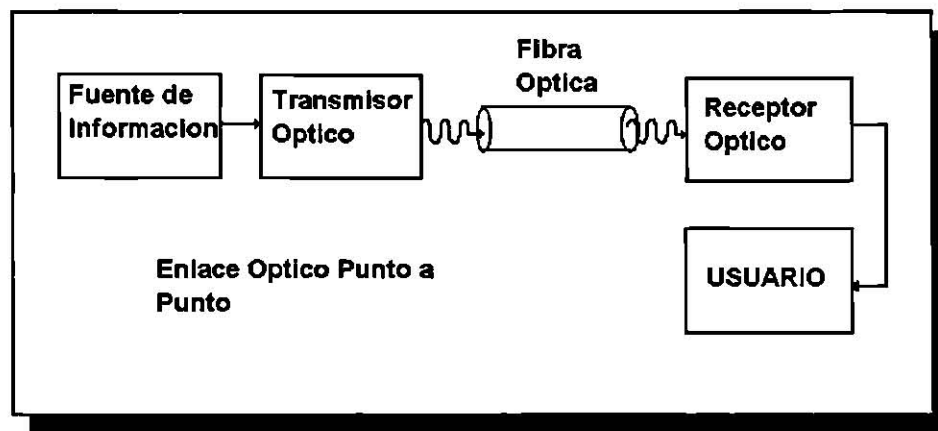 Fuente de
Informacion
Transmisor
Optico
Fibra
Optica
Receptor
Optico
USUARIO
Enlace Optico Punto a
Punto